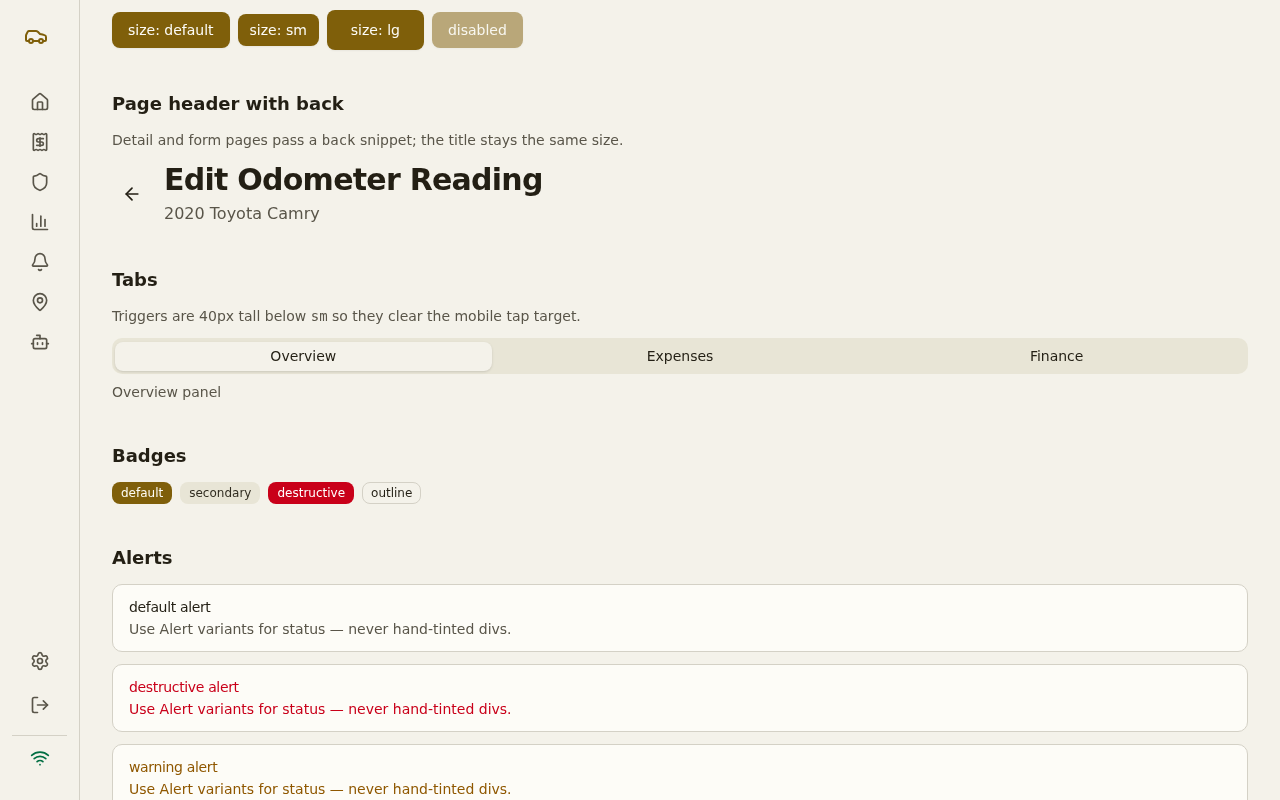 size: default
size: sm
size: lg
disabled
Page header with back
Detail and form pages pass a back snippet; the title stays the same size.
Edit Odometer Reading
2020 Toyota Camry
Tabs
Triggers are 40px tall below sm so they clear the mobile tap target.
Overview
Expenses
Finance
Overview panel
Badges
default
secondary
destructive
outline
Alerts
default alert
Use Alert variants for status — never hand-tinted divs.
destructive alert
Use Alert variants for status — never hand-tinted divs.
warning alert
Use Alert variants for status — never hand-tinted divs.